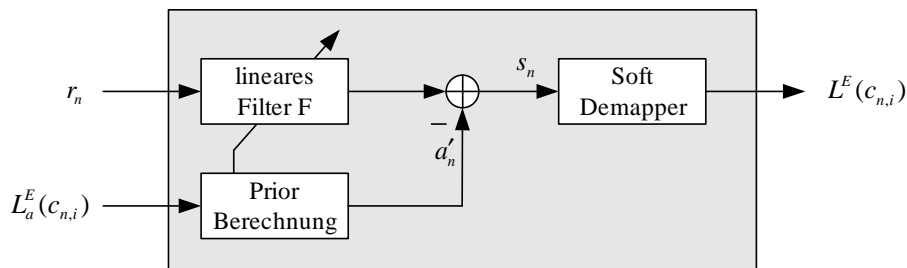 r_n
lineares
Filter F
s_n
Soft
Demapper
L^E(c_{n,i})
−
a'_n
L_a^E(c_{n,i})
Prior
Berechnung